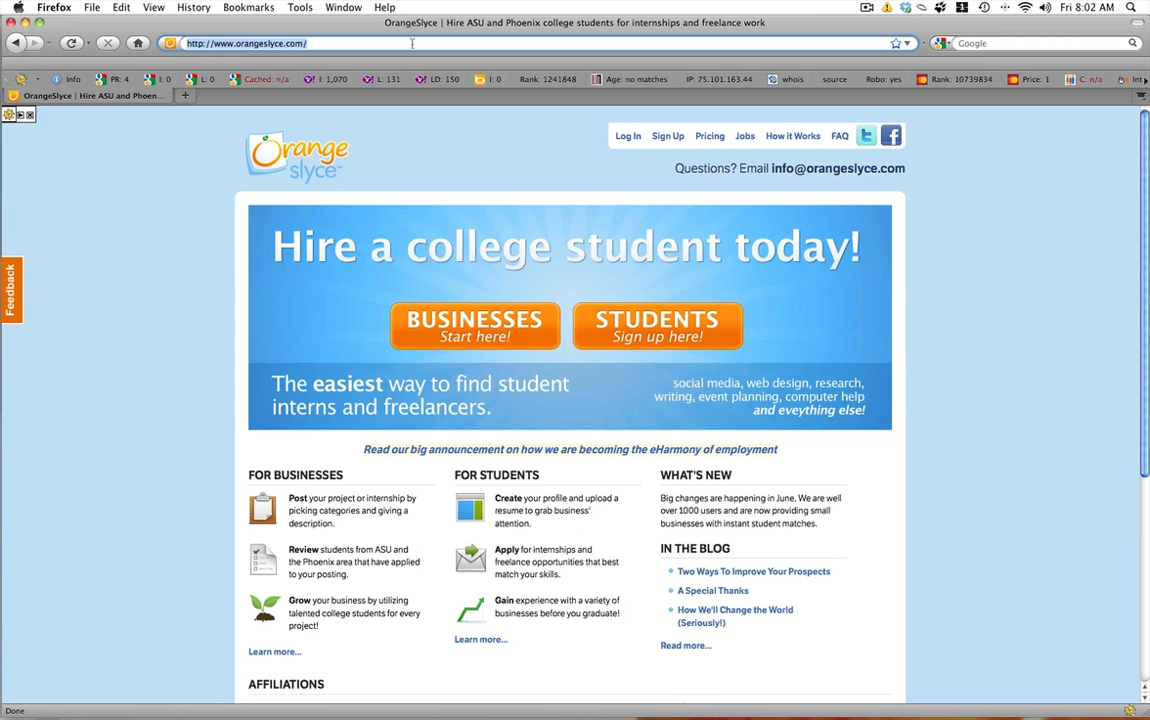 Firefox File Edit View History Bookmarks Tools Window Help Fri 8:02 AM
OrangeSlyce | Hire ASU and Phoenix college students for internships and freelance work
http://www.orangeslyce.com/ Google
Info PR: 4 I: 0 L: 0 Cached: n/a I: 1,070 L: 131 LD: 150 I: 0 Rank: 1241848 Age: no matches IP: 75.101.163.44 whois source Robo: yes Rank: 10739834 Price: 1 C: n/a Int
OrangeSlyce | Hire ASU and Phoen...
Orange
slyce™
Log In Sign Up Pricing Jobs How it Works FAQ
Questions? Email info@orangeslyce.com
Feedback
Hire a college student today!
BUSINESSES
Start here!
STUDENTS
Sign up here!
The easiest way to find student
interns and freelancers.
social media, web design, research,
writing, event planning, computer help
and eveything else!
Read our big announcement on how we are becoming the eHarmony of employment
FOR BUSINESSES
Post your project or internship by
picking categories and giving a
description.
Review students from ASU and
the Phoenix area that have applied
to your posting.
Grow your business by utilizing
talented college students for every
project!
Learn more...
FOR STUDENTS
Create your profile and upload a
resume to grab business'
attention.
Apply for internships and
freelance opportunities that best
match your skills.
Gain experience with a variety of
businesses before you graduate!
Learn more...
WHAT'S NEW
Big changes are happening in June. We are well
over 1000 users and are now providing small
businesses with instant student matches.
IN THE BLOG
Two Ways To Improve Your Prospects
A Special Thanks
How We'll Change the World
(Seriously!)
Read more...
AFFILIATIONS
Done